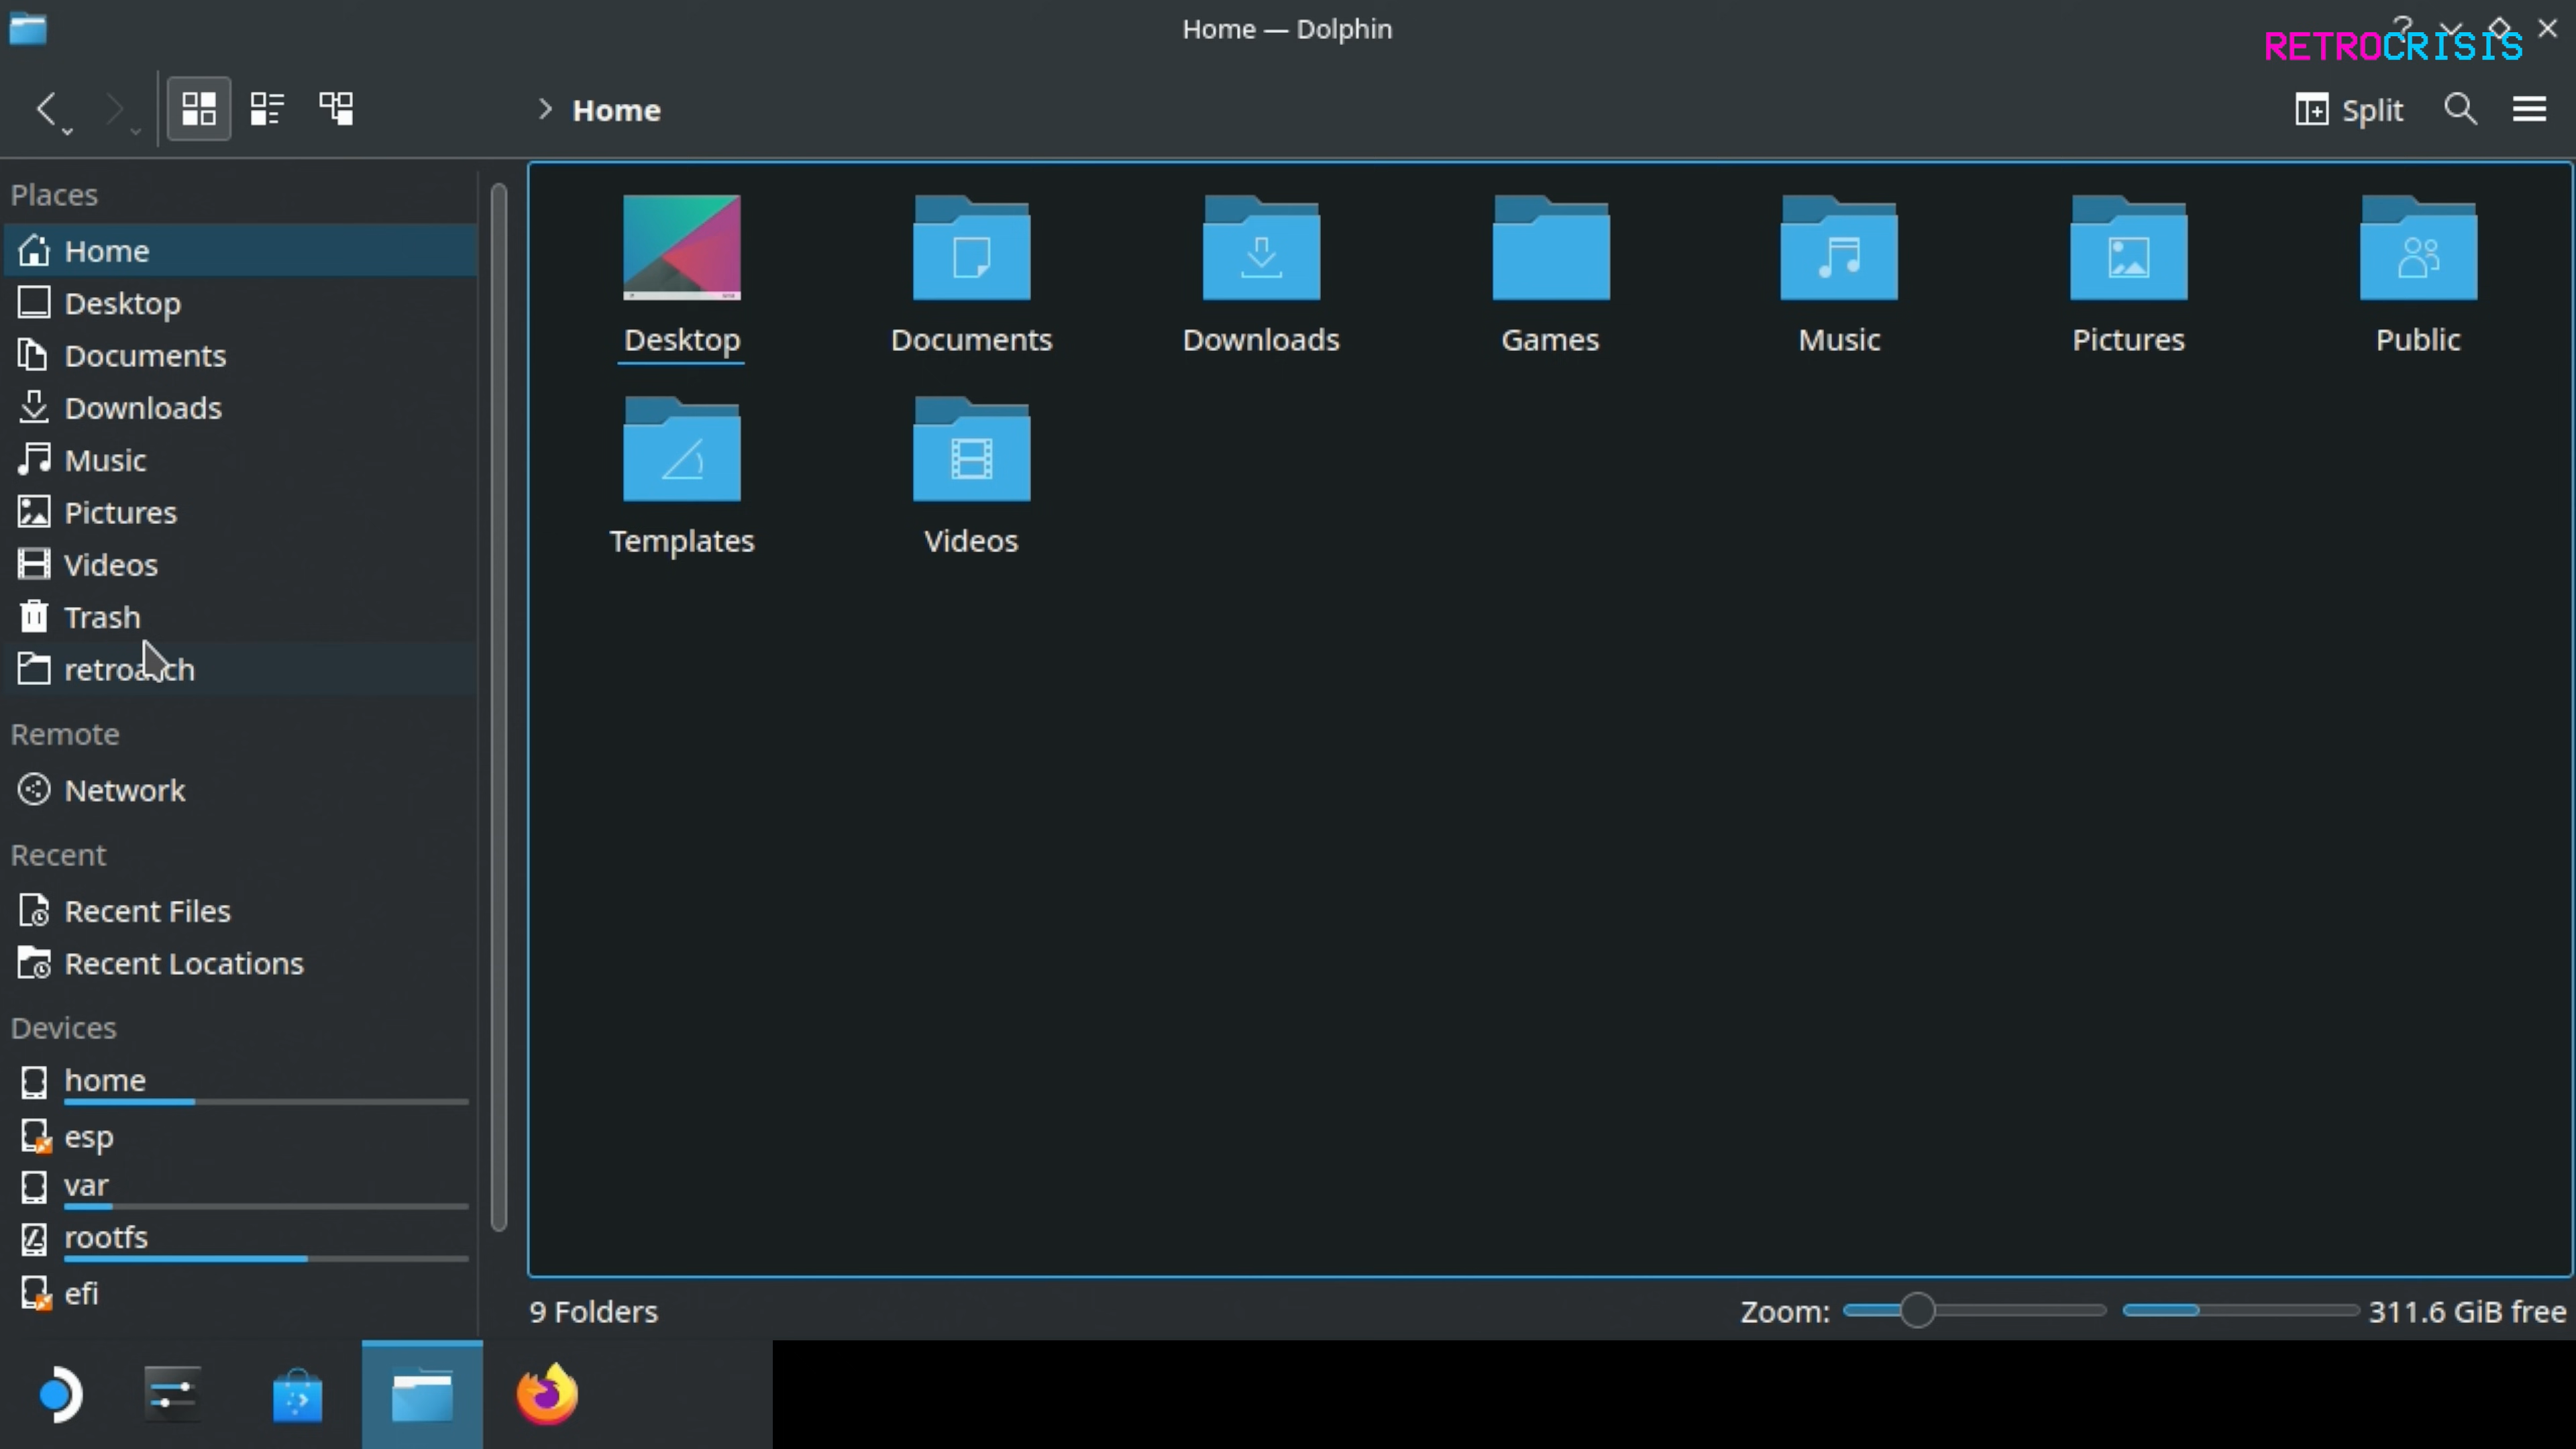 Home — Dolphin
RETROCRISIS
Home
Split
Places
Home
Desktop
Documents
Downloads
Music
Pictures
Videos
Trash
retroarch
Remote
Network
Recent
Recent Files
Recent Locations
Devices
home
esp
var
rootfs
efi
Desktop
Documents
Downloads
Games
Music
Pictures
Public
Templates
Videos
9 Folders
Zoom:
311.6 GiB free